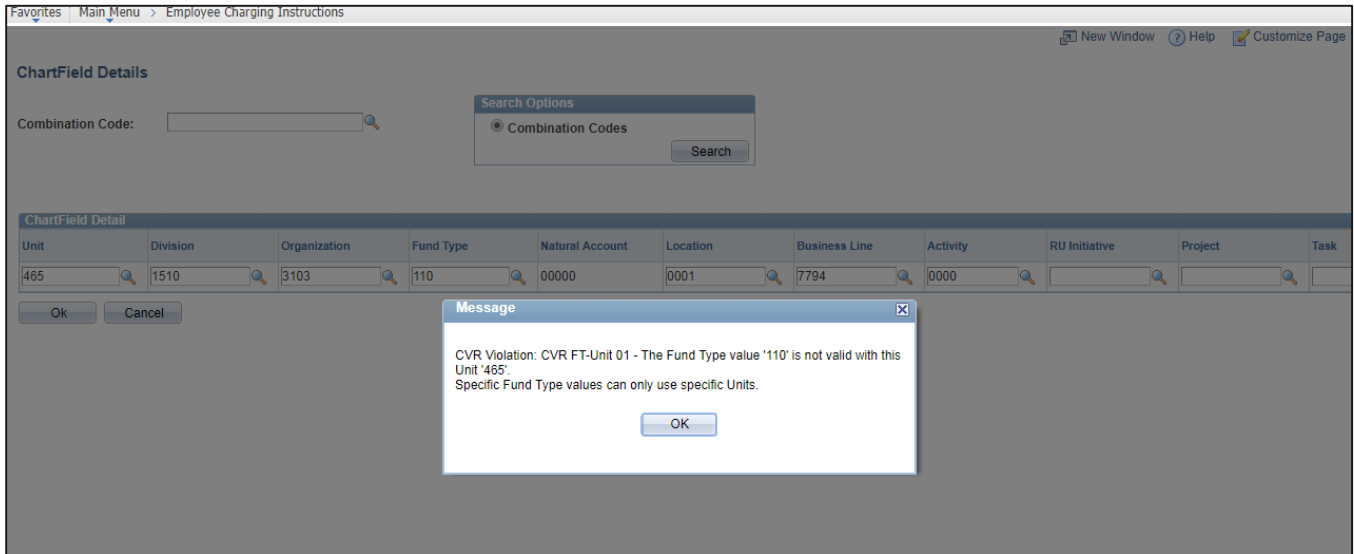 Favorites Main Menu > Employee Charging Instructions
New Window Help Customize Page
ChartField Details
Search Options
Combination Code: Combination Codes
Search
ChartField Detail
Unit Division Organization Fund Type Natural Account Location Business Line Activity RU Initiative Project Task
465 1510 3103 110 00000 0001 7794 0000
Ok Cancel
Message
CVR Violation: CVR FT-Unit 01 - The Fund Type value '110' is not valid with this
Unit '465'.
Specific Fund Type values can only use specific Units.
OK